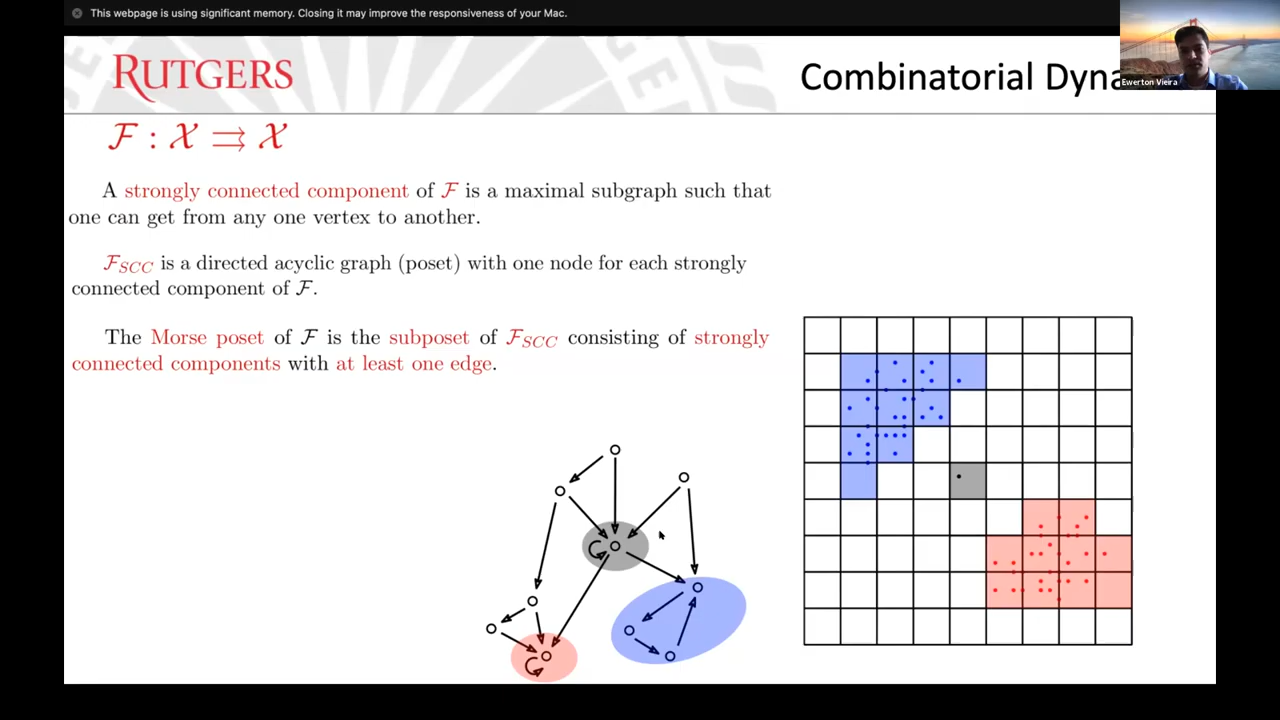 This webpage is using significant memory. Closing it may improve the responsiveness of your Mac.
RUTGERS
Combinatorial Dyna
Ewerton Vieira
ℱ : 𝒳 ⇉ 𝒳
A strongly connected component of ℱ is a maximal subgraph such that
one can get from any one vertex to another.
ℱ_SCC is a directed acyclic graph (poset) with one node for each strongly
connected component of ℱ.
The Morse poset of ℱ is the subposet of ℱ_SCC consisting of strongly
connected components with at least one edge.